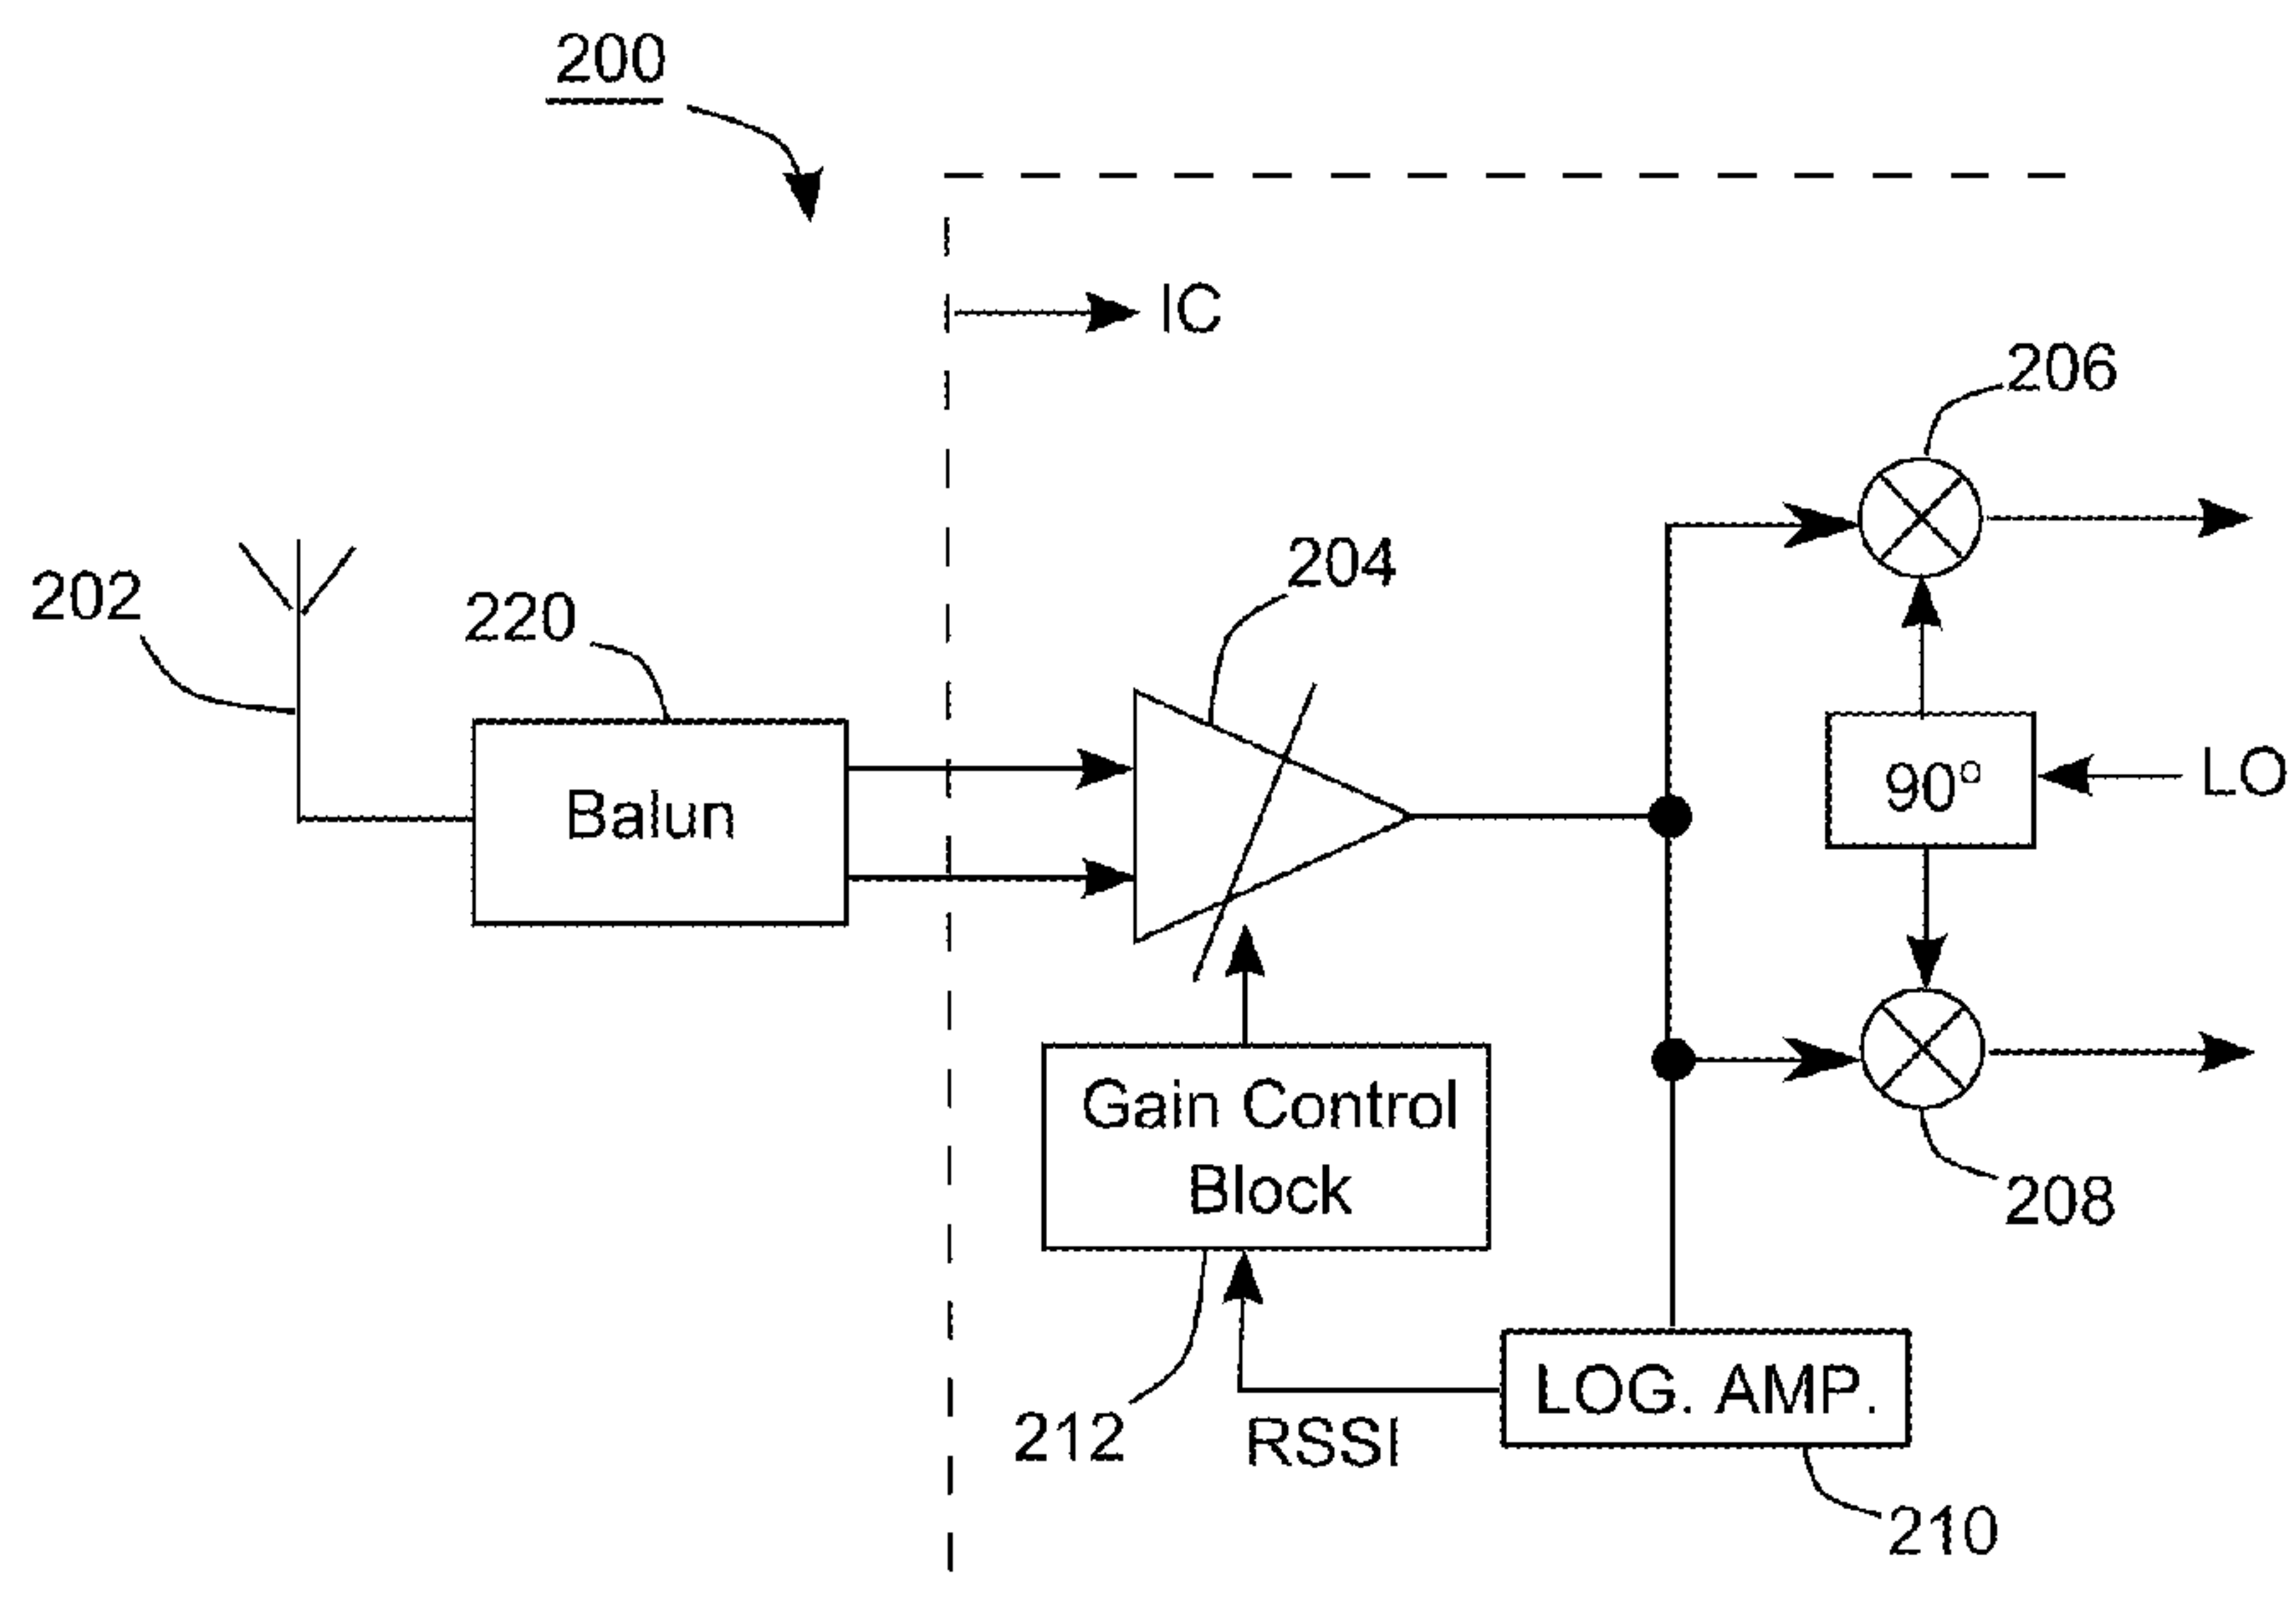 200
IC
206
204
202
220
Balun
90°
LO
Gain Control
Block
208
LOG. AMP.
212
RSSI
210